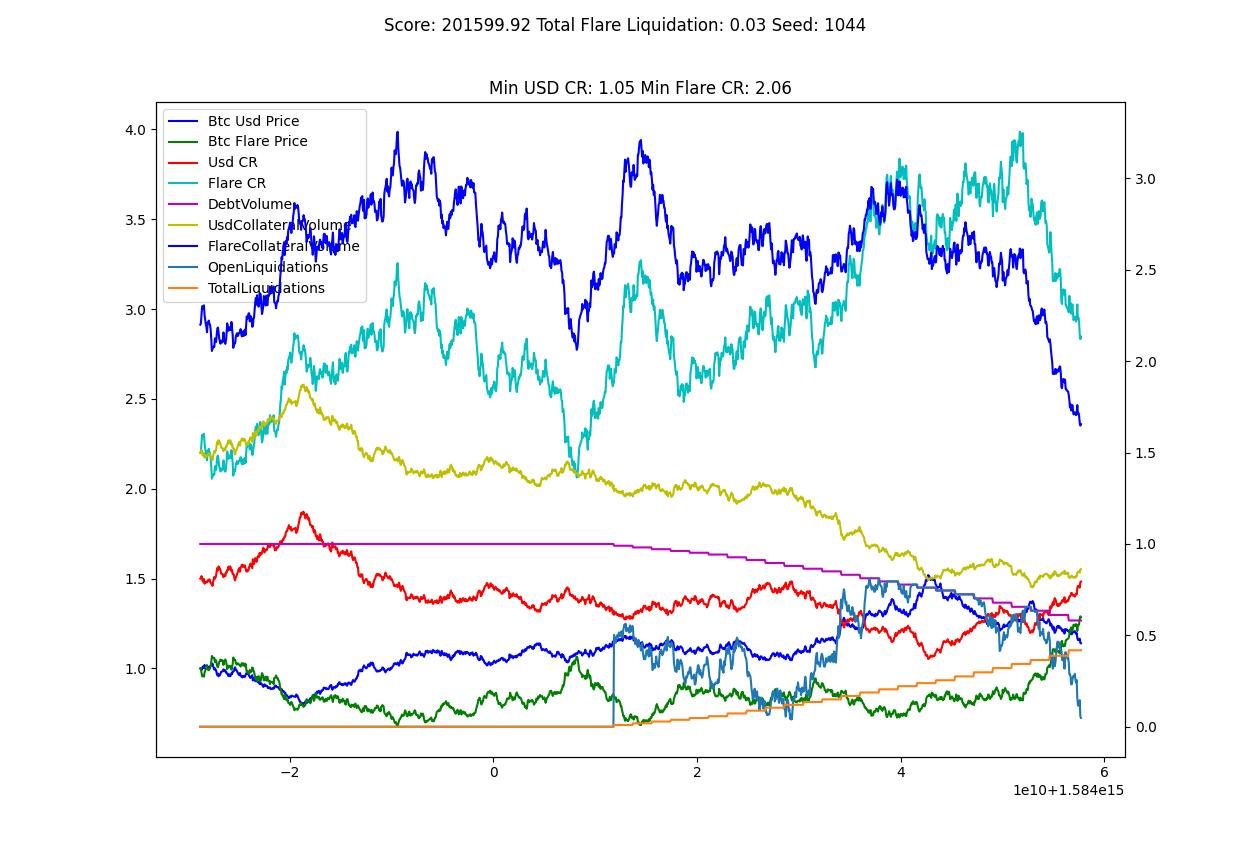 Score: 201599.92 Total Flare Liquidation: 0.03 Seed: 1044
Min USD CR: 1.05 Min Flare CR: 2.06
Btc Usd Price
Btc Flare Price
Usd CR
Flare CR
DebtVolume
UsdCollateralVolume
FlareCollateralVolume
OpenLiquidations
TotalLiquidations
4.0
3.5
3.0
2.5
2.0
1.5
1.0
3.0
2.5
2.0
1.5
1.0
0.5
0.0
−2 0 2 4 6
1e10+1.584e15